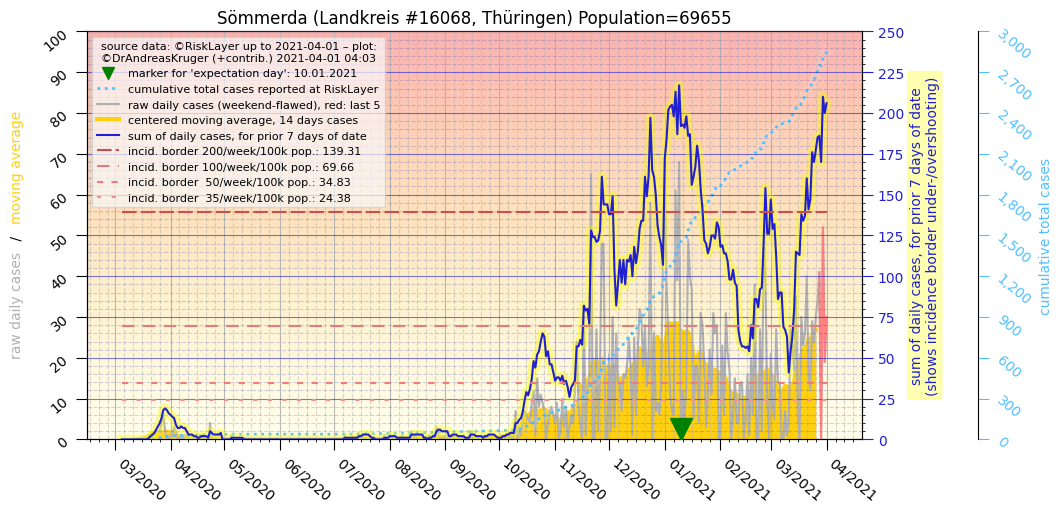 Sömmerda (Landkreis #16068, Thüringen) Population=69655
source data: ©RiskLayer up to 2021-04-01 – plot:
©DrAndreasKruger (+contrib.) 2021-04-01 04:03
marker for 'expectation day': 10.01.2021
cumulative total cases reported at RiskLayer
raw daily cases (weekend-flawed), red: last 5
centered moving average, 14 days cases
sum of daily cases, for prior 7 days of date
incid. border 200/week/100k pop.: 139.31
incid. border 100/week/100k pop.: 69.66
incid. border  50/week/100k pop.: 34.83
incid. border  35/week/100k pop.: 24.38
raw daily cases  /  moving average
100
90
80
70
60
50
40
30
20
10
0
03/2020
04/2020
05/2020
06/2020
07/2020
08/2020
09/2020
10/2020
11/2020
12/2020
01/2021
02/2021
03/2021
04/2021
250
225
200
175
150
125
100
75
50
25
0
sum of daily cases, for prior 7 days of date
(shows incidence border under-/overshooting)
3,000
2,700
2,400
2,100
1,800
1,500
1,200
900
600
300
0
cumulative total cases